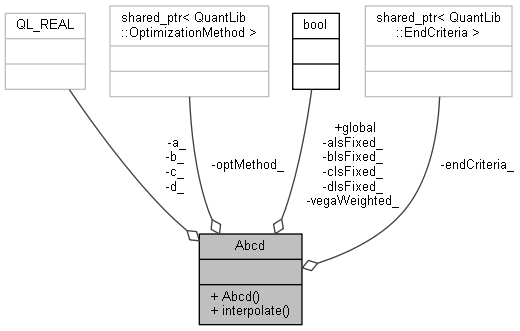 QL_REAL
shared_ptr< QuantLib
::OptimizationMethod >
bool
shared_ptr< QuantLib
::EndCriteria >
-a_
-b_
-c_
-d_
-optMethod_
+global
-aIsFixed_
-bIsFixed_
-cIsFixed_
-dIsFixed_
-vegaWeighted_
-endCriteria_
Abcd
+ Abcd()
+ interpolate()